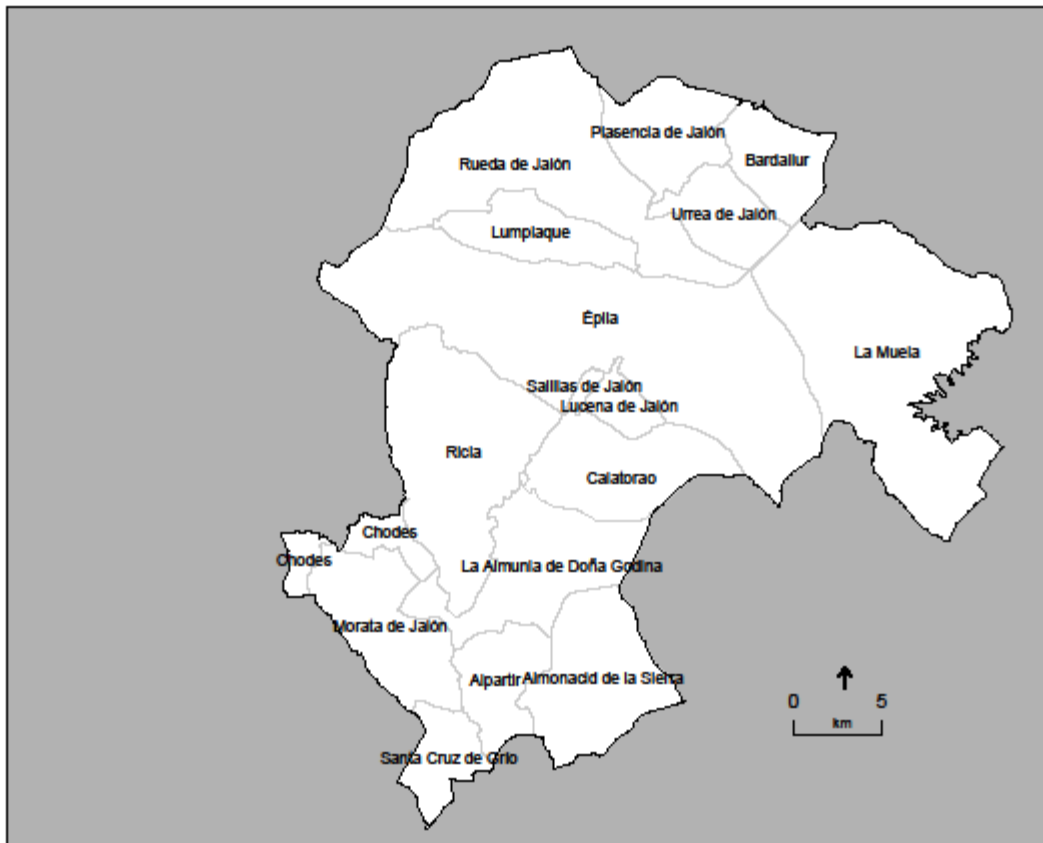 Plasencia de Jalón
Bardallur
Rueda de Jalón
Urrea de Jalón
Lumpiaque
Épila
La Muela
Salillas de Jalón
Lucena de Jalón
Ricla
Calatorao
Chodes
Chodes
La Almunia de Doña Godina
Morata de Jalón
Alpartir
Almonacid de la Sierra
0 5
km
Santa Cruz de Grío